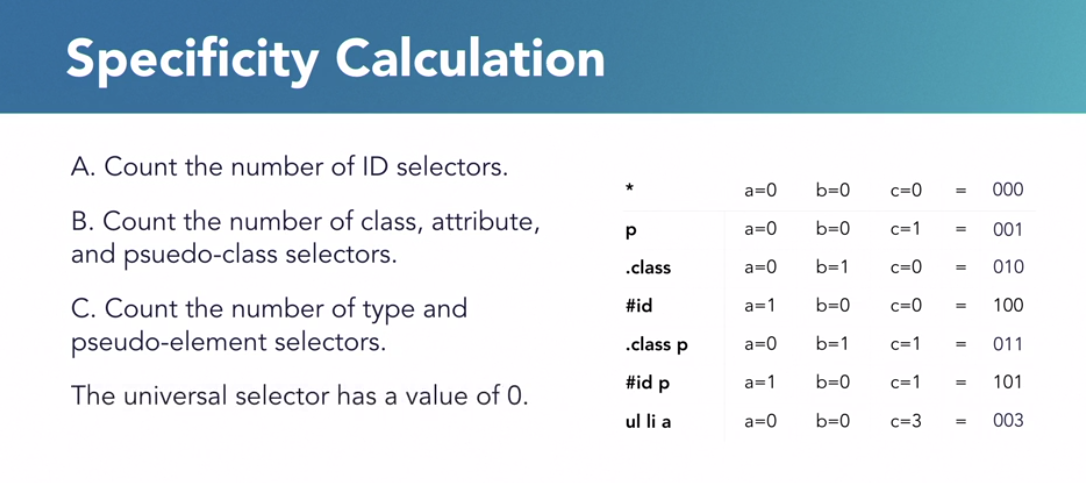 Specificity Calculation
A. Count the number of ID selectors.
B. Count the number of class, attribute,
and psuedo-class selectors.
C. Count the number of type and
pseudo-element selectors.
The universal selector has a value of 0.
* a=0 b=0 c=0 = 000
p a=0 b=0 c=1 = 001
.class a=0 b=1 c=0 = 010
#id a=1 b=0 c=0 = 100
.class p a=0 b=1 c=1 = 011
#id p a=1 b=0 c=1 = 101
ul li a a=0 b=0 c=3 = 003